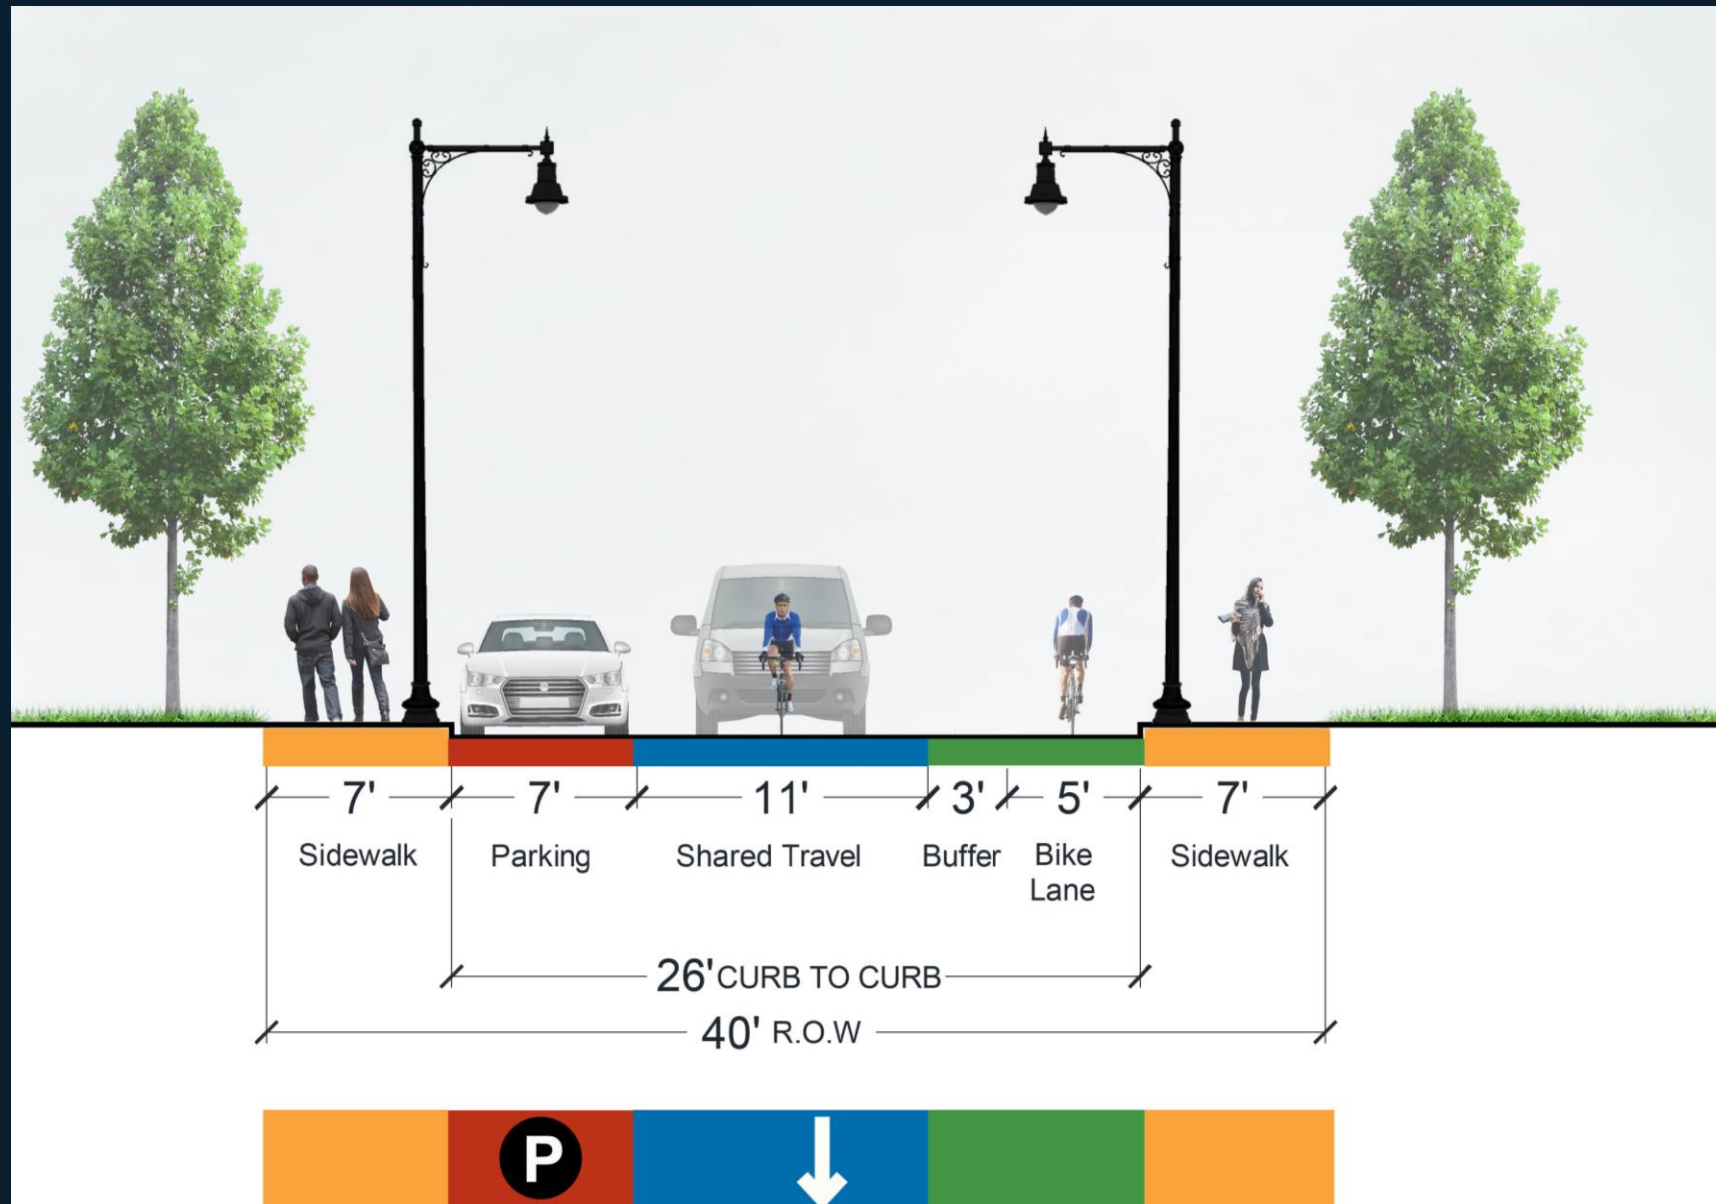 7' 7' 11' 3' 5' 7'
Sidewalk Parking Shared Travel Buffer Bike Sidewalk
Lane
26' CURB TO CURB
40' R.O.W
P